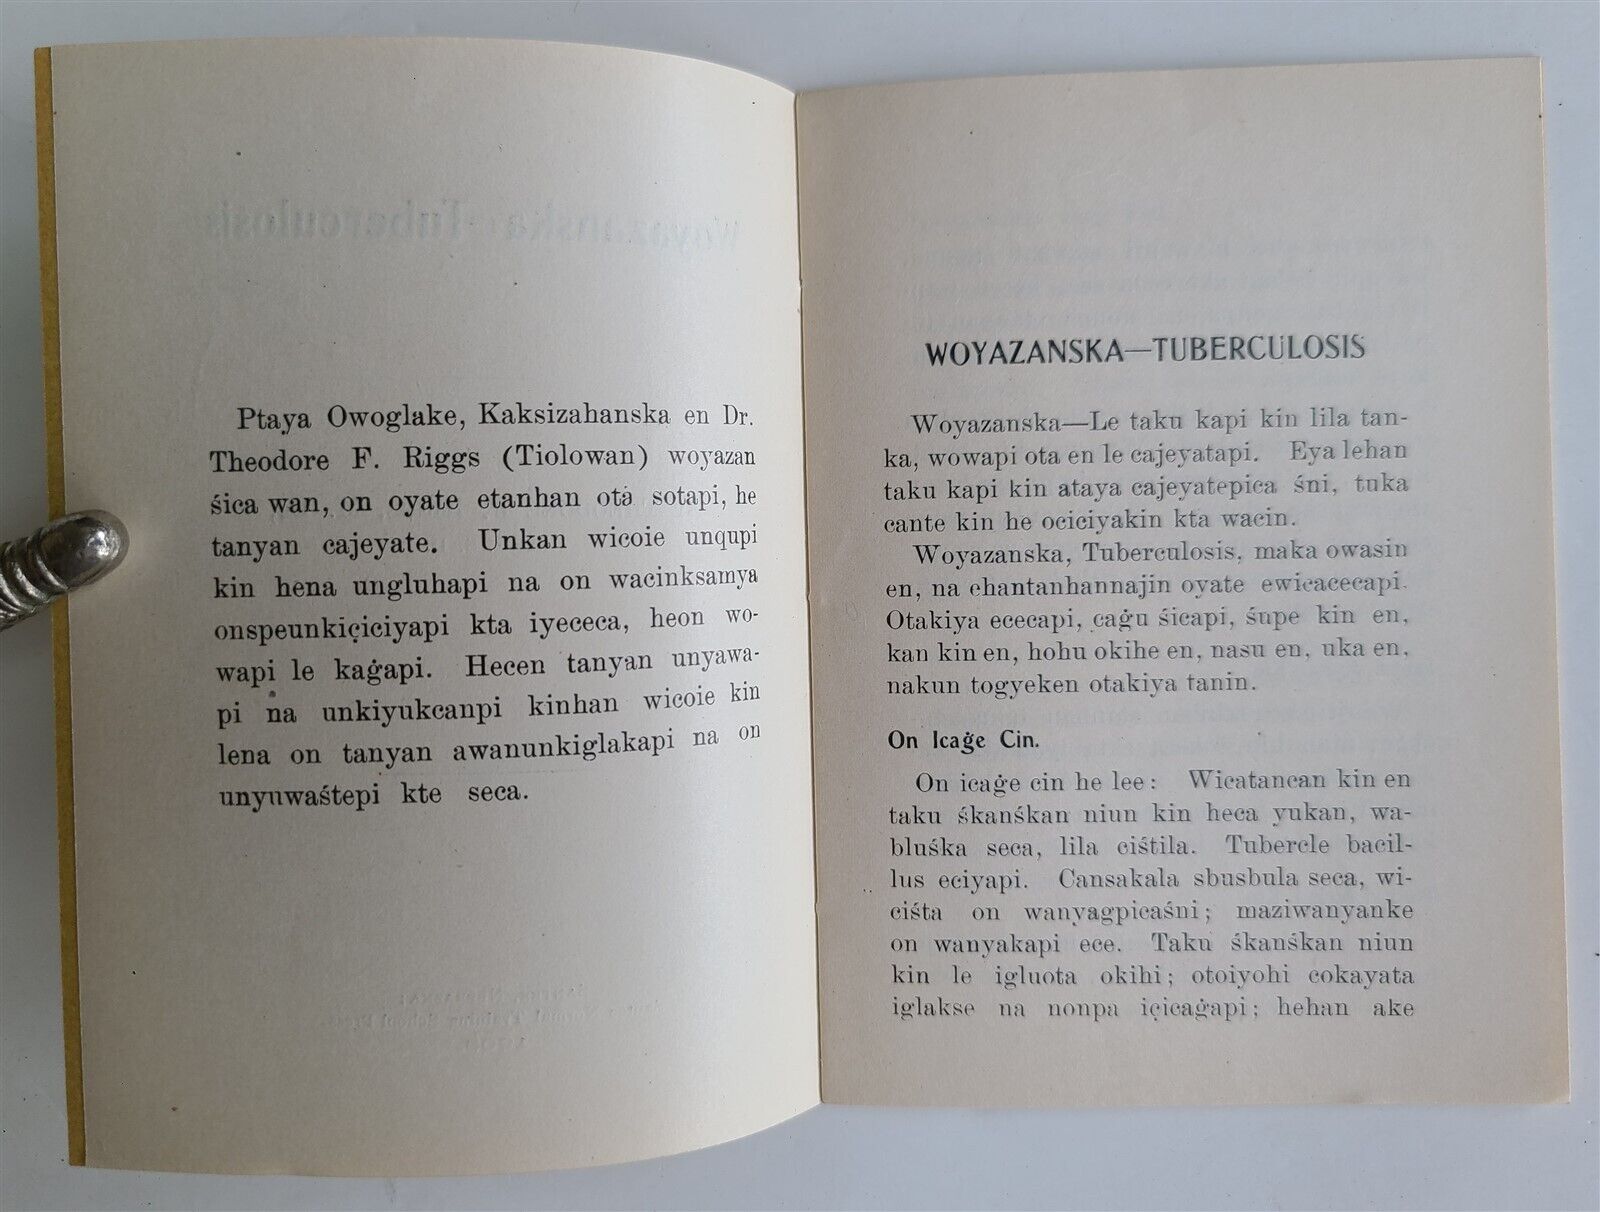 Ptaya Owoglake, Kaksizahanska en Dr.
Theodore F. Riggs (Tiolowan) woyazan
śica wan, on oyate etanhan ota sotapi, he
tanyan cajeyate. Unkan wicoie unqupi
kin hena ungluhapi na on wacinksamya
onspeunkiçiciyapi kta iyececa, heon wo-
wapi le kaġapi. Hecen tanyan unyawa-
pi na unkiyukcanpi kinhan wicoie kin
lena on tanyan awanunkiglakapi na on
unyuwaśtepi kte seca.
WOYAZANSKA—TUBERCULOSIS
Woyazanska—Le taku kapi kin lila tan-
ka, wowapi ota en le cajeyatapi. Eya lehan
taku kapi kin ataya cajeyatepica śni, tuka
cante kin he ociciyakin kta wacin.
Woyazanska, Tuberculosis, maka owasin
en, na ehantanhannajin oyate ewicacecapi.
Otakiya ececapi, caġu śicapi, śupe kin en,
kan kin en, hohu okihe en, nasu en, uka en,
nakun togyeken otakiya tanin.
On Icaġe Cin.
On icaġe cin he lee: Wicatancan kin en
taku śkanśkan niun kin heca yukan, wa-
bluśka seca, lila ciśtila. Tubercle bacil-
lus eciyapi. Cansakala sbusbula seca, wi-
ciśta on wanyagpicaśni; maziwanyanke
on wanyakapi ece. Taku śkanśkan niun
kin le igluota okihi; otoiyohi cokayata
iglakse na nonpa içicaġapi; hehan ake